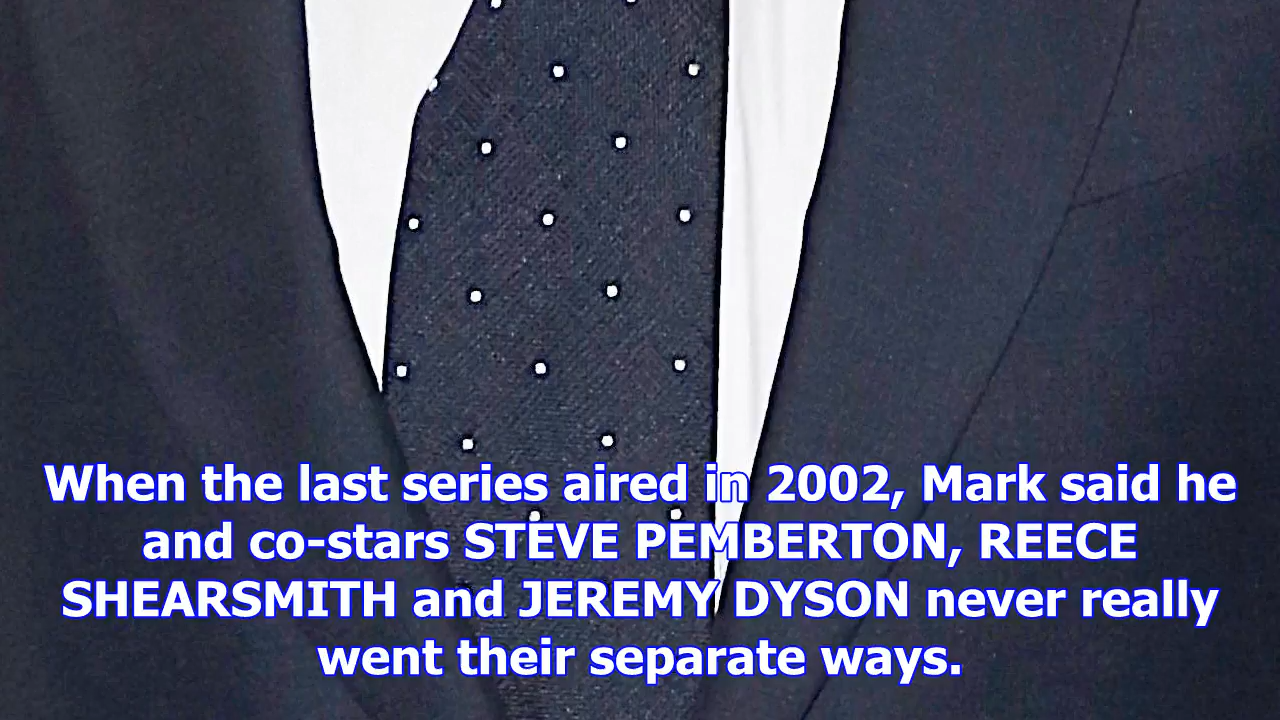 When the last series aired in 2002, Mark said he
and co-stars STEVE PEMBERTON, REECE
SHEARSMITH and JEREMY DYSON never really
went their separate ways.